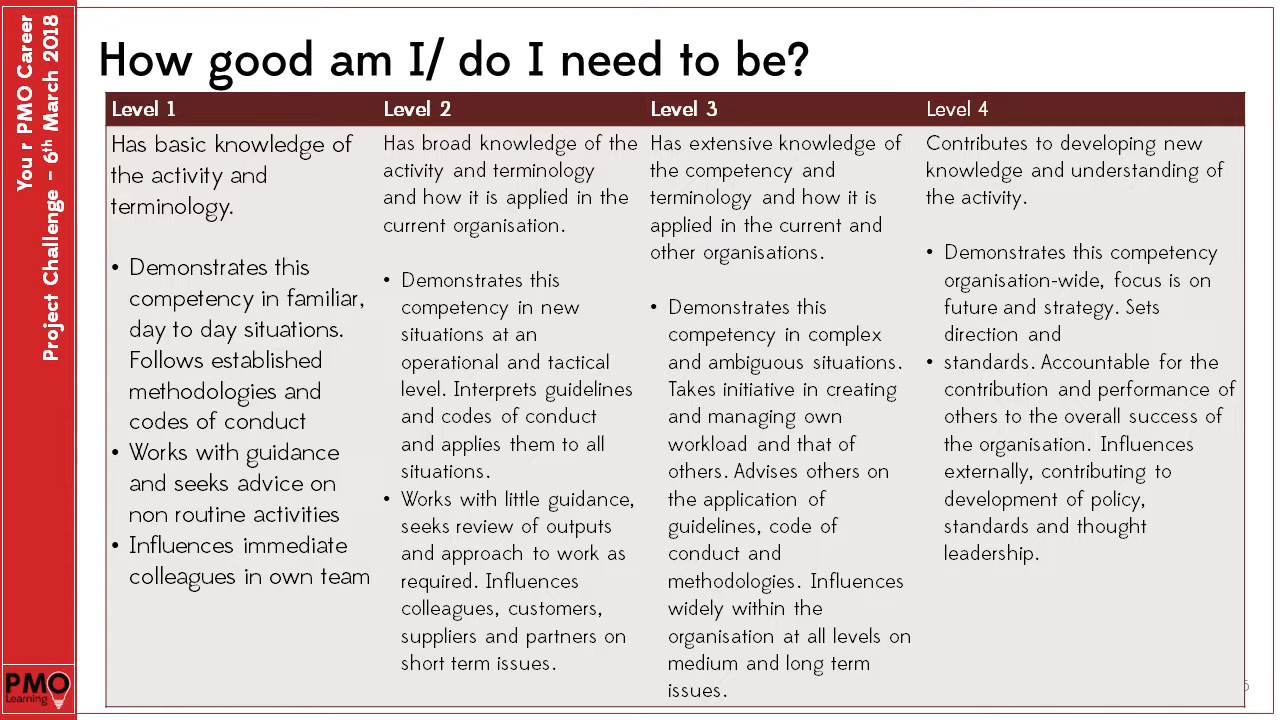 You r PMO Career
Project Challenge – 6th March 2018
How good am I/ do I need to be?
Level 1
Has basic knowledge of
the activity and
terminology.
• Demonstrates this
competency in familiar,
day to day situations.
Follows established
methodologies and
codes of conduct
• Works with guidance
and seeks advice on
non routine activities
• Influences immediate
colleagues in own team
Level 2
Has broad knowledge of the
activity and terminology
and how it is applied in the
current organisation.
• Demonstrates this
competency in new
situations at an
operational and tactical
level. Interprets guidelines
and codes of conduct
and applies them to all
situations.
• Works with little guidance,
seeks review of outputs
and approach to work as
required. Influences
colleagues, customers,
suppliers and partners on
short term issues.
Level 3
Has extensive knowledge of
the competency and
terminology and how it is
applied in the current and
other organisations.
• Demonstrates this
competency in complex
and ambiguous situations.
Takes initiative in creating
and managing own
workload and that of
others. Advises others on
the application of
guidelines, code of
conduct and
methodologies. Influences
widely within the
organisation at all levels on
medium and long term
issues.
Level 4
Contributes to developing new
knowledge and understanding of
the activity.
• Demonstrates this competency
organisation-wide, focus is on
future and strategy. Sets
direction and
• standards. Accountable for the
contribution and performance of
others to the overall success of
the organisation. Influences
externally, contributing to
development of policy,
standards and thought
leadership.
PMO
Learning